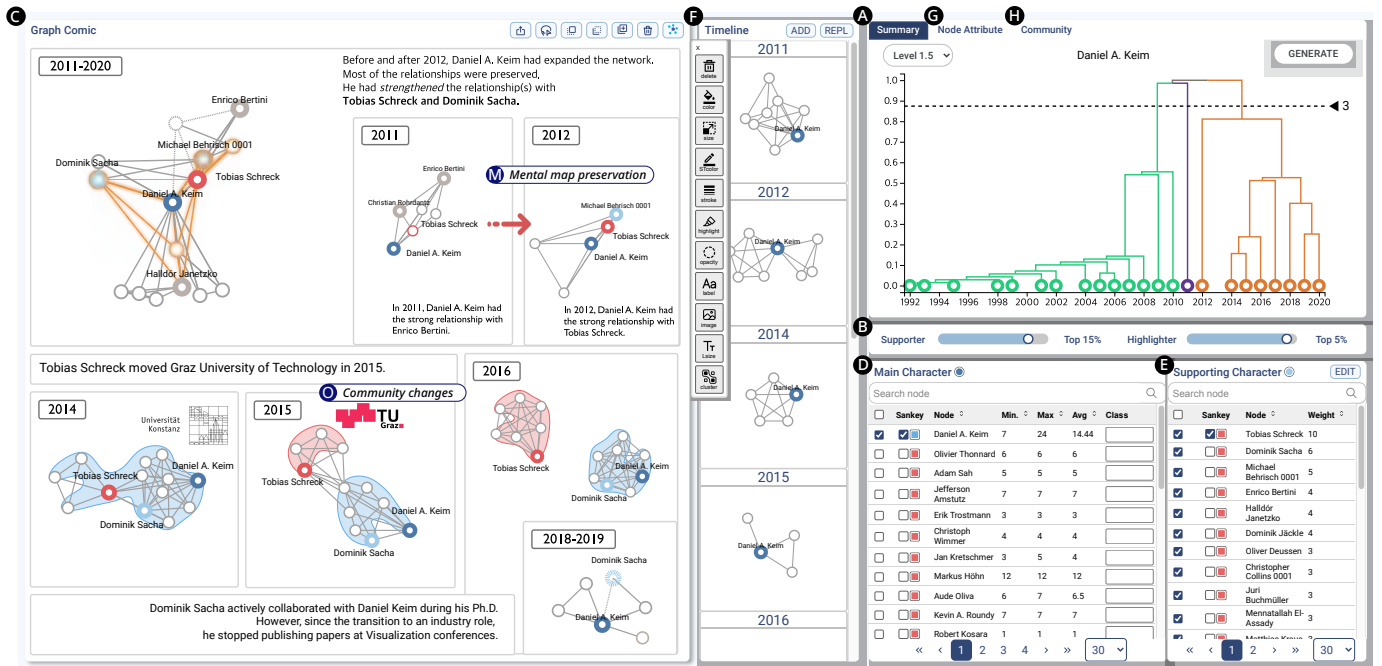 C
Graph Comic
2011-2020
Before and after 2012, Daniel A. Keim had expanded the network.
Most of the relationships were preserved,
He had strengthened the relationship(s) with
Tobias Schreck and Dominik Sacha.
Enrico Bertini
Michael Behrisch 0001
Dominik Sacha
Tobias Schreck
Daniel A. Keim
Halldór Janetzko
2011
Enrico Bertini
Christian Rohrdantz
Tobias Schreck
Daniel A. Keim
In 2011, Daniel A. Keim had
the strong relationship with
Enrico Bertini.
M Mental map preservation
2012
Michael Behrisch 0001
Tobias Schreck
Daniel A. Keim
In 2012, Daniel A. Keim had
the strong relationship with
Tobias Schreck.
Tobias Schreck moved Graz University of Technology in 2015.
2014
Universität
Konstanz
Tobias Schreck
Daniel A. Keim
Dominik Sacha
O Community changes
2015
TU
Graz
Tobias Schreck
Daniel A. Keim
Dominik Sacha
2016
Tobias Schreck
Daniel A. Keim
Dominik Sacha
2018-2019
Dominik Sacha
Daniel A. Keim
Dominik Sacha actively collaborated with Daniel Keim during his Ph.D.
However, since the transition to an industry role,
he stopped publishing papers at Visualization conferences.
F
x
delete
color
size
STcolor
stroke
highlight
opacity
Aa
label
image
TT
Lsize
cluster
Timeline
ADD
REPL
2011
Daniel A. Keim
2012
Daniel A. Keim
2014
Daniel A. Keim
2015
Daniel A. Keim
2016
A
G
H
Summary
Node Attribute
Community
Level 1.5
Daniel A. Keim
GENERATE
1.0
0.9
0.8
0.7
0.6
0.5
0.4
0.3
0.2
0.1
0.0
3
1992 1994 1996 1998 2000 2002 2004 2006 2008 2010 2012 2014 2016 2018 2020
B
Supporter
Top 15%
Highlighter
Top 5%
D
Main Character
Search node
Sankey Node Min. Max Avg Class
Daniel A. Keim 7 24 14.44
Olivier Thonnard 6 6 6
Adam Sah 5 5 5
Jefferson
Amstutz 7 7 7
Erik Trostmann 3 3 3
Christoph
Wimmer 4 4 4
Jan Kretschmer 3 5 4
Markus Höhn 12 12 12
Aude Oliva 6 7 6.5
Kevin A. Roundy 7 7 7
Robert Kosara 1 1 1
« ‹ 1 2 3 4 › » 30
E
Supporting Character
EDIT
Search node
Sankey Node Weight
Tobias Schreck 10
Dominik Sacha 6
Michael
Behrisch 0001 5
Enrico Bertini 4
Halldór
Janetzko 4
Dominik Jäckle 4
Oliver Deussen 3
Christopher
Collins 0001 3
Juri
Buchmüller 3
Mennatallah El-
Assady 3
« ‹ 1 2 › » 30